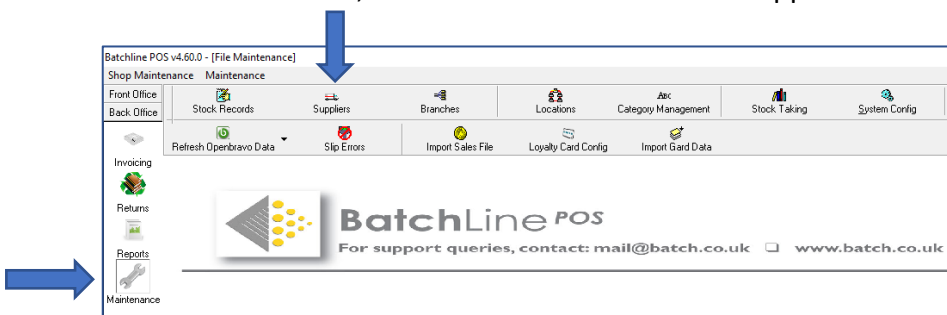 Batchline POS v4.60.0 - [File Maintenance]
Shop Maintenance Maintenance
Front Office
Back Office
Stock Records Suppliers Branches Locations ABC Category Management Stock Taking System Config
Refresh Openbravo Data Slip Errors Import Sales File Loyalty Card Config Import Gard Data
Invoicing
Returns
Reports
Maintenance
BatchLine POS
For support queries, contact: mail@batch.co.uk ❑ www.batch.co.uk